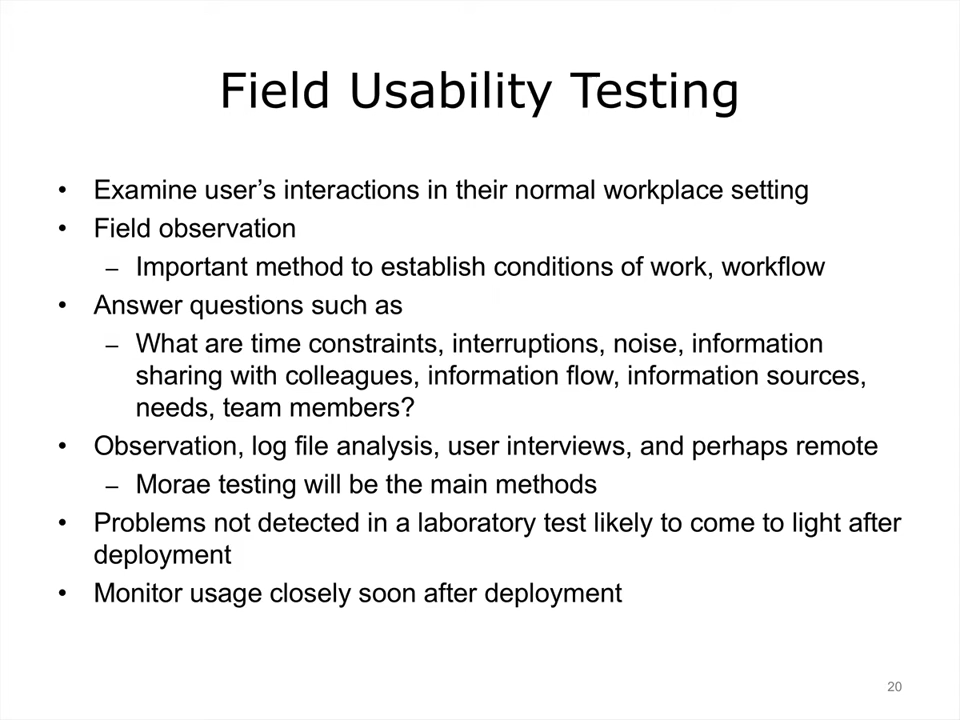 Field Usability Testing
• Examine user’s interactions in their normal workplace setting
• Field observation
– Important method to establish conditions of work, workflow
• Answer questions such as
– What are time constraints, interruptions, noise, information
sharing with colleagues, information flow, information sources,
needs, team members?
• Observation, log file analysis, user interviews, and perhaps remote
– Morae testing will be the main methods
• Problems not detected in a laboratory test likely to come to light after
deployment
• Monitor usage closely soon after deployment
20